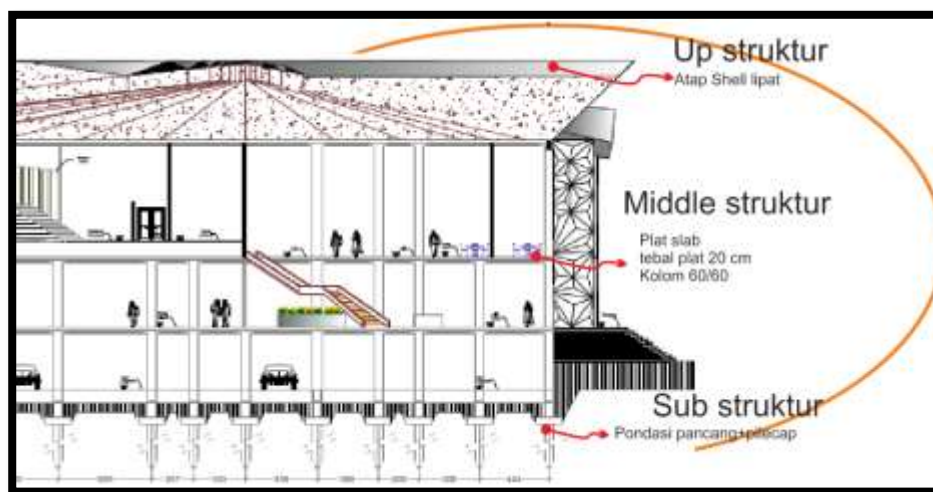 Up struktur
Atap Shell lipat
Middle struktur
Plat slab
tebal plat 20 cm
Kolom 60/60
Sub struktur
Pondasi pancang+pilecap